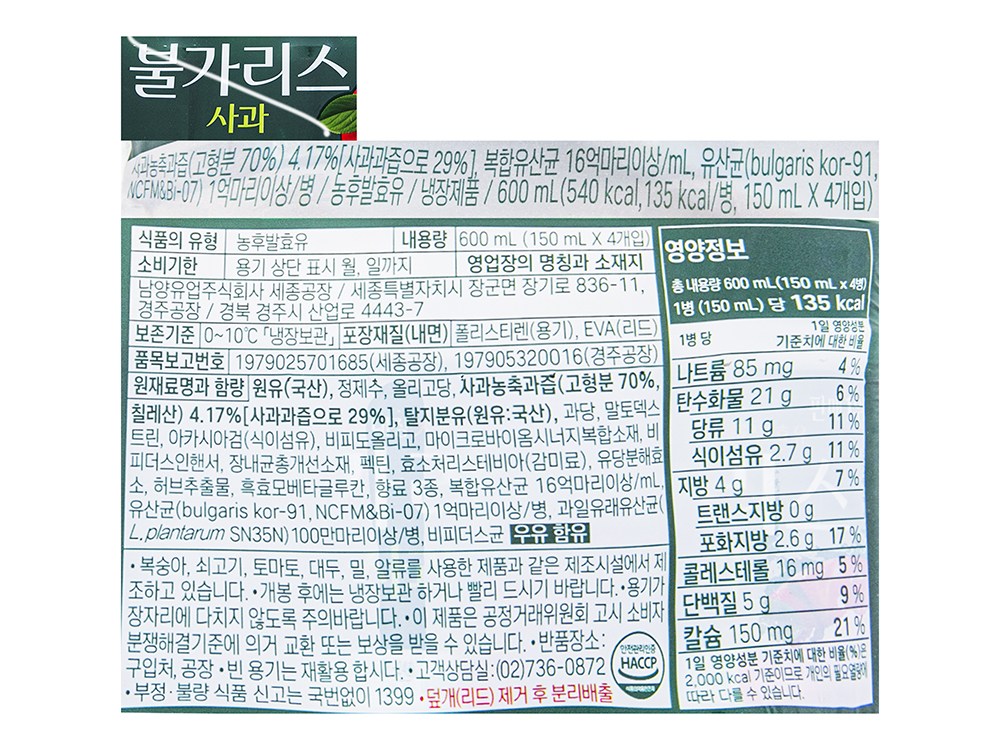 불가리스
사과
사과농축과즙(고형분 70%) 4.17%[사과과즙으로 29%], 복합유산균 16억마리이상/mL, 유산균(bulgaris kor-91,
NCFM&Bi-07) 1억마리이상/병 / 농후발효유 / 냉장제품 / 600 mL(540 kcal, 135 kcal/병, 150 mL X 4개입)
식품의 유형 농후발효유 내용량 600 mL (150 mL X 4개입)
소비기한 용기 상단 표시 월, 일까지 영업장의 명칭과 소재지
남양유업주식회사 세종공장 / 세종특별자치시 장군면 장기로 836-11,
경주공장 / 경북 경주시 산업로 4443-7
보존기준 0~10℃ 「냉장보관」 포장재질(내면) 폴리스티렌(용기), EVA(리드)
품목보고번호 1979025701685(세종공장), 197905320016(경주공장)
원재료명과 함량 원유(국산), 정제수, 올리고당, 사과농축과즙(고형분 70%,
칠레산) 4.17%[사과과즙으로 29%], 탈지분유(원유:국산), 과당, 말토덱스
트린, 아카시아검(식이섬유), 비피도올리고, 마이크로바이옴시너지복합소재, 비
피더스인핸서, 장내균총개선소재, 펙틴, 효소처리스테비아(감미료), 유당분해효
소, 허브추출물, 흑효모베타글루칸, 향료 3종, 복합유산균 16억마리이상/mL,
유산균(bulgaris kor-91, NCFM&Bi-07) 1억마리이상/병, 과일유래유산균(
L.plantarum SN35N) 100만마리이상/병, 비피더스균 우유 함유
• 복숭아, 쇠고기, 토마토, 대두, 밀, 알류를 사용한 제품과 같은 제조시설에서 제
조하고 있습니다. • 개봉 후에는 냉장보관 하거나 빨리 드시기 바랍니다. • 용기가
장자리에 다치지 않도록 주의바랍니다. • 이 제품은 공정거래위원회 고시 소비자
분쟁해결기준에 의거 교환 또는 보상을 받을 수 있습니다. • 반품장소:
구입처, 공장 • 빈 용기는 재활용 합시다. • 고객상담실:(02)736-0872
• 부정·불량 식품 신고는 국번없이 1399 • 덮개(리드) 제거 후 분리배출
안전관리인증
HACCP
식품의약품안전처
영양정보
총 내용량 600 mL(150 mL x 4병)
1병 (150 mL) 당 135 kcal
1병 당 1일 영양성분
기준치에 대한 비율
나트륨 85 mg 4 %
탄수화물 21 g 6 %
당류 11 g 11 %
식이섬유 2.7 g 11 %
지방 4 g 7 %
트랜스지방 0 g
포화지방 2.6 g 17 %
콜레스테롤 16 mg 5 %
단백질 5 g 9 %
칼슘 150 mg 21 %
1일 영양성분 기준치에 대한 비율(%)은
2,000 kcal 기준이므로 개인의 필요열량에
따라 다를 수 있습니다.